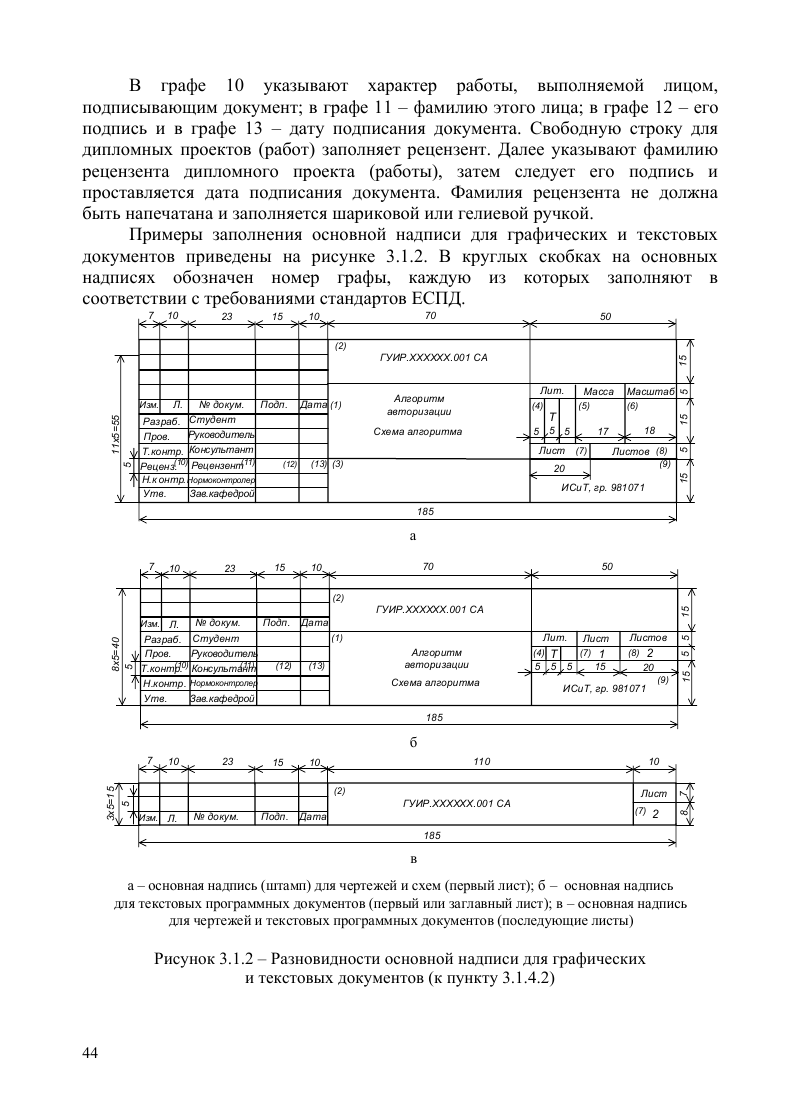 В графе 10 указывают характер работы, выполняемой лицом,
подписывающим документ; в графе 11 – фамилию этого лица; в графе 12 – его
подпись и в графе 13 – дату подписания документа. Свободную строку для
дипломных проектов (работ) заполняет рецензент. Далее указывают фамилию
рецензента дипломного проекта (работы), затем следует его подпись и
проставляется дата подписания документа. Фамилия рецензента не должна
быть напечатана и заполняется шариковой или гелиевой ручкой.
Примеры заполнения основной надписи для графических и текстовых
документов приведены на рисунке 3.1.2. В круглых скобках на основных
надписях обозначен номер графы, каждую из которых заполняют в
соответствии с требованиями стандартов ЕСПД.
7 10 23 15 10 70 50
(2)
ГУИР.XXXXXX.001 СА
15
Лит. Масса Масштаб 5
Изм. Л. № докум. Подп. Дата (1)
Алгоритм
авторизации
Схема алгоритма
(4) Т (5) (6)
15
5 5 5 17 18
11х5=55
Разраб. Студент
Пров. Руководитель
Т.контр. Консультант
Лист (7) Листов (8) 5
Реценз. (10) Рецензент (11) (12) (13) (3)
20 (9)
5
Н.контр. Нормоконтролер
Утв. Зав.кафедрой
ИСиТ, гр. 981071
15
185
а
7 10 23 15 10 70 50
(2)
ГУИР.XXXXXX.001 СА
15
Изм. Л. № докум. Подп. Дата
8х5=40
Разраб. Студент (1)
Лит. Лист Листов 5
Пров. Руководитель
Алгоритм
авторизации
Схема алгоритма
(4) Т (7) 1 (8) 2 5
Т.контр. (10) Консультант (11) (12) (13)
5 5 5 15 20
5
Н.контр. Нормоконтролер
Утв. Зав.кафедрой
(9)
ИСиТ, гр. 981071
15
185
б
7 10 23 15 10 110 10
3х5=15
5
(2)
ГУИР.XXXXXX.001 СА
Лист 7
Изм. Л. № докум. Подп. Дата
(7) 2 8
185
в
а – основная надпись (штамп) для чертежей и схем (первый лист); б – основная надпись
для текстовых программных документов (первый или заглавный лист); в – основная надпись
для чертежей и текстовых программных документов (последующие листы)
Рисунок 3.1.2 – Разновидности основной надписи для графических
и текстовых документов (к пункту 3.1.4.2)
44